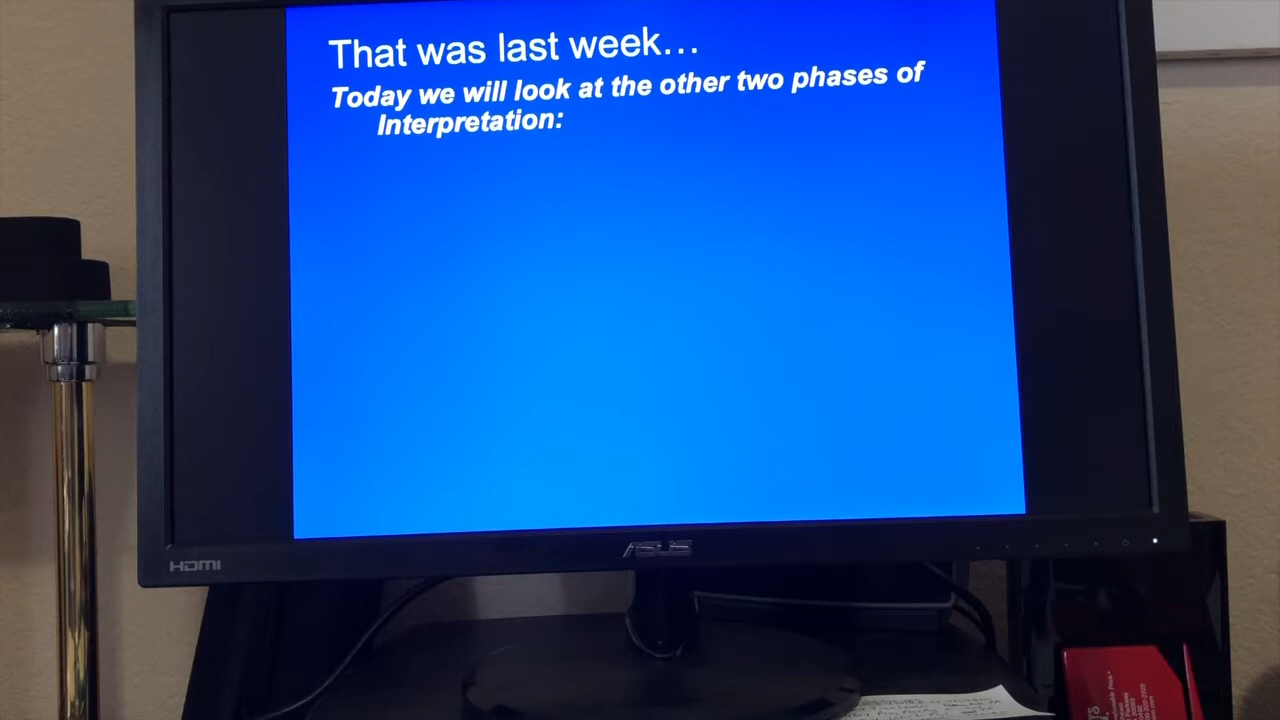 That was last week…
Today we will look at the other two phases of
Interpretation:
ASUS
HDMI